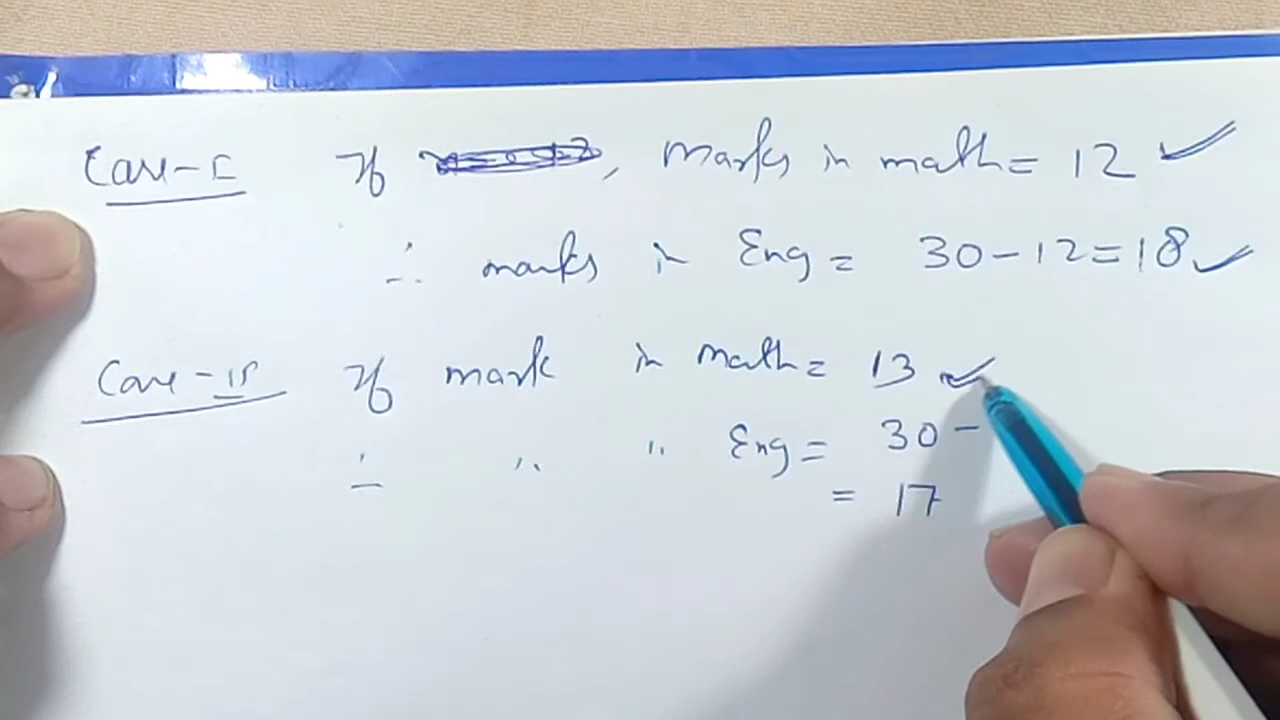 Case-I If , Marks in math = 12 ✓
∴ marks in Eng = 30-12=18 ✓
Case-II If mark in math = 13 ✓
∴ " " Eng = 30 -
= 17